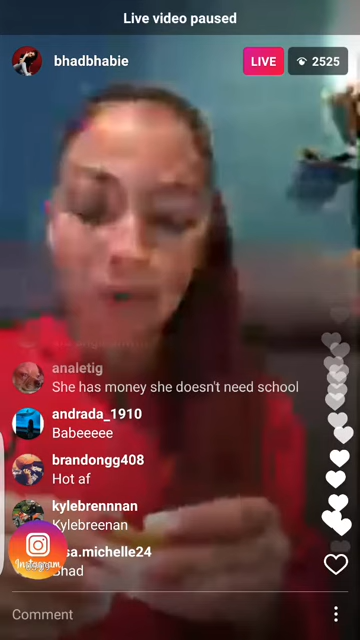 Live video paused
bhadbhabie
LIVE
2525
analetig
She has money she doesn't need school
andrada_1910
Babeeeee
brandongg408
Hot af
kylebrennnan
Kylebreenan
sa.michelle24
Bhad
Instagram
Comment